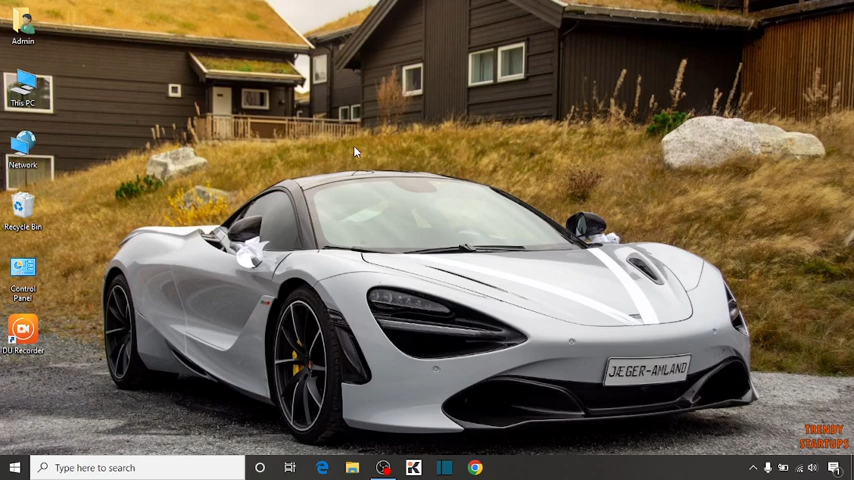 Admin
This PC
Network
Recycle Bin
Control
Panel
DU Recorder
JÆGER-AMLAND
TRENDY
STARTUPS
Type here to search